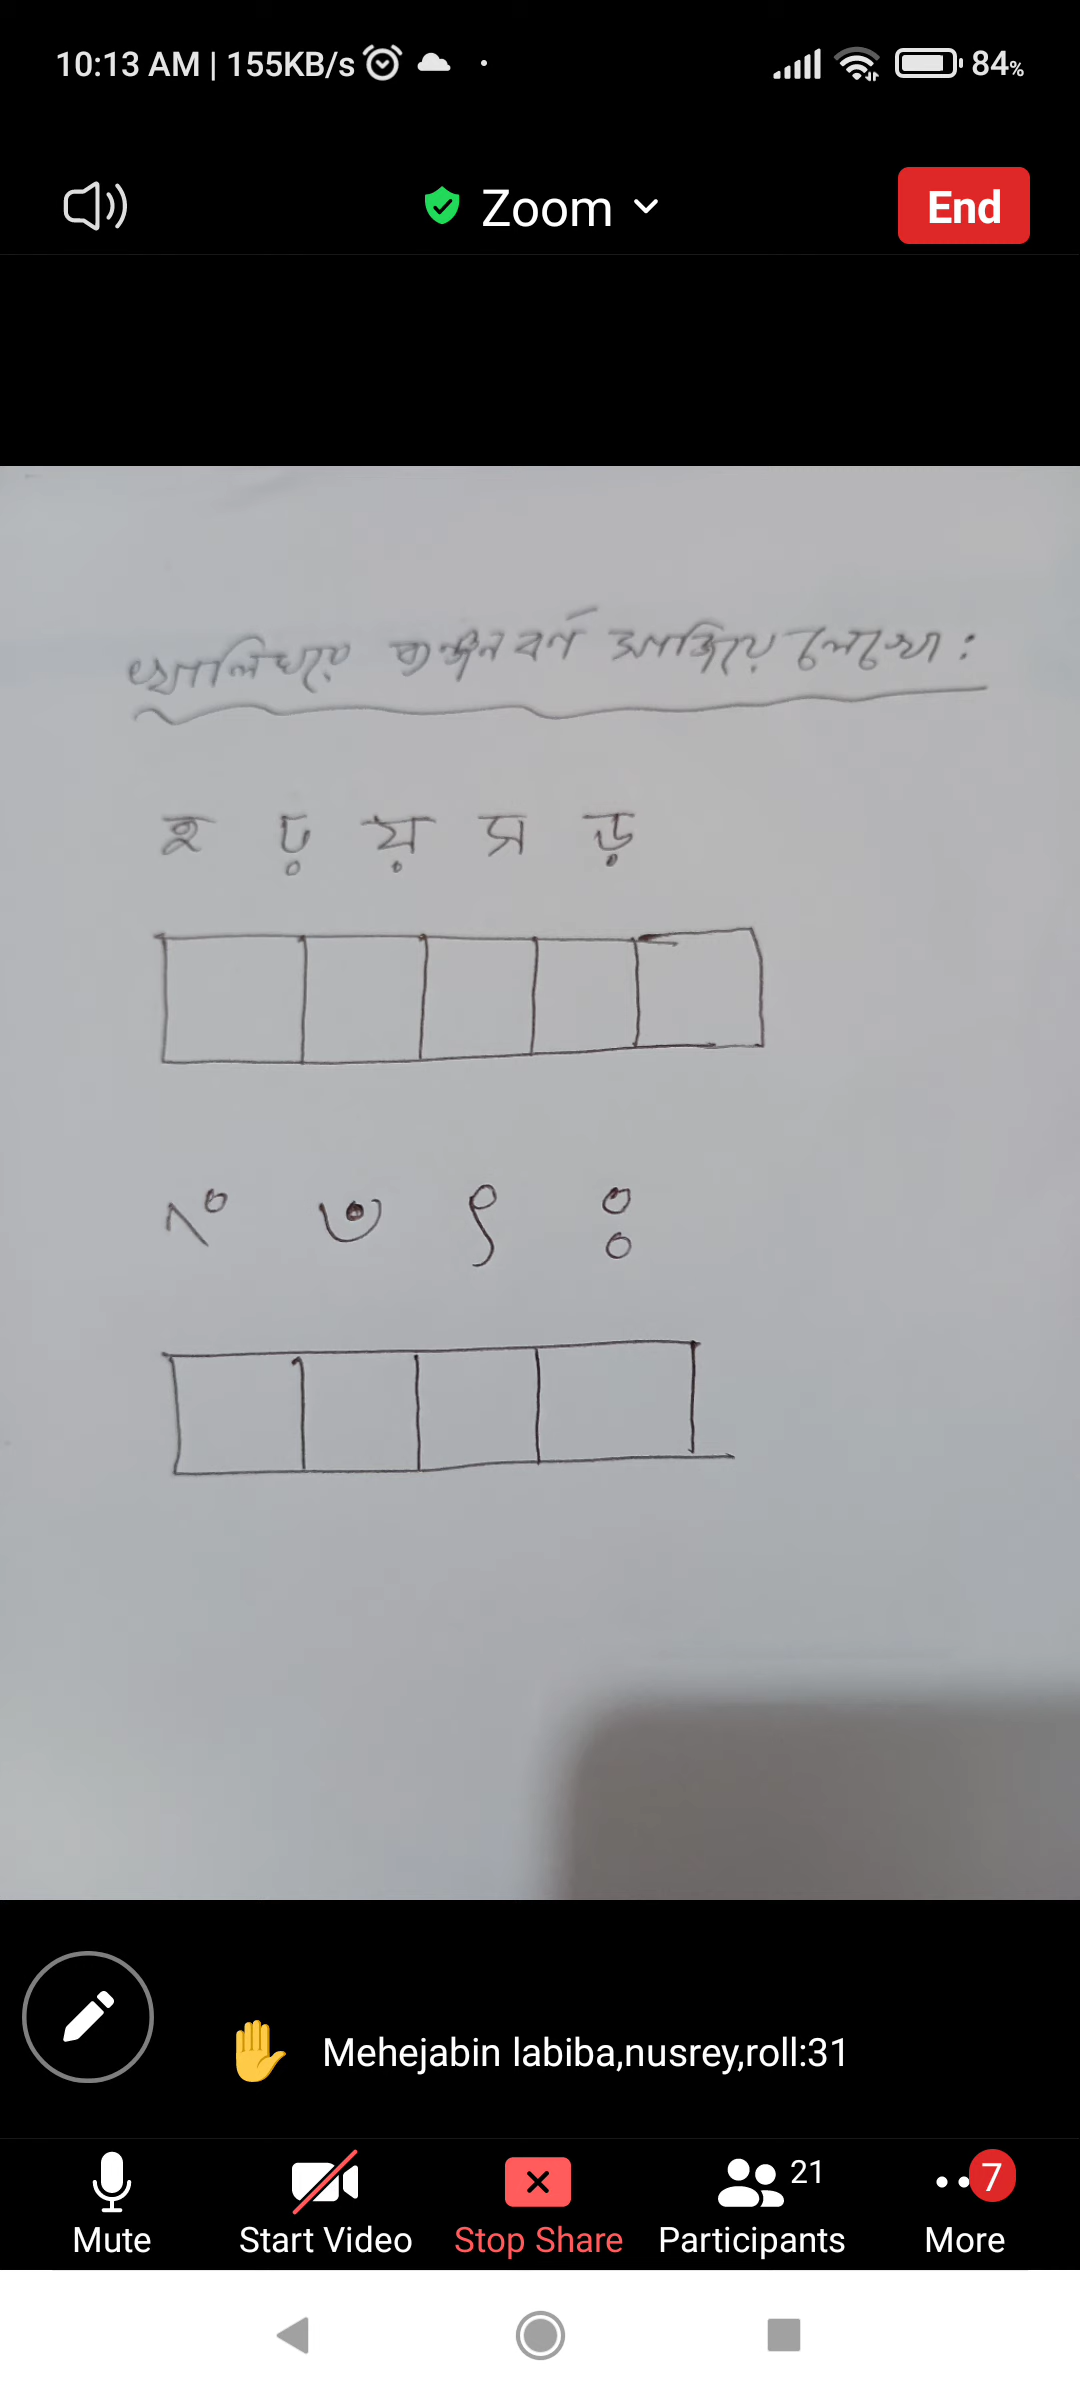 10:13 AM | 155KB/s
84%
Zoom
End
খালিঘরে ব্যঞ্জনবর্ণ সাজিয়ে লেখো :
হ ঢ় য় স ড়
ং ঁ ৎ ঃ
Mehejabin labiba,nusrey,roll:31
21
7
Mute Start Video Stop Share Participants More